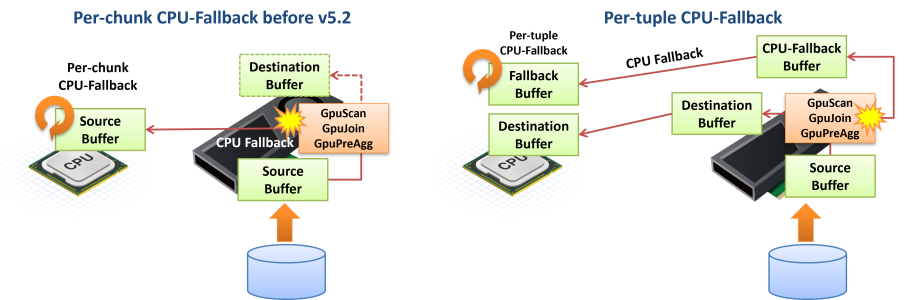 Per-chunk CPU-Fallback before v5.2
Per-chunk
CPU-Fallback
Source
Buffer
CPU
Destination
Buffer
GpuScan
GpuJoin
GpuPreAgg
CPU Fallback
Source
Buffer
Per-tuple CPU-Fallback
Per-tuple
CPU-Fallback
Fallback
Buffer
Destination
Buffer
CPU
CPU Fallback
CPU-Fallback
Buffer
Destination
Buffer
GpuScan
GpuJoin
GpuPreAgg
Source
Buffer